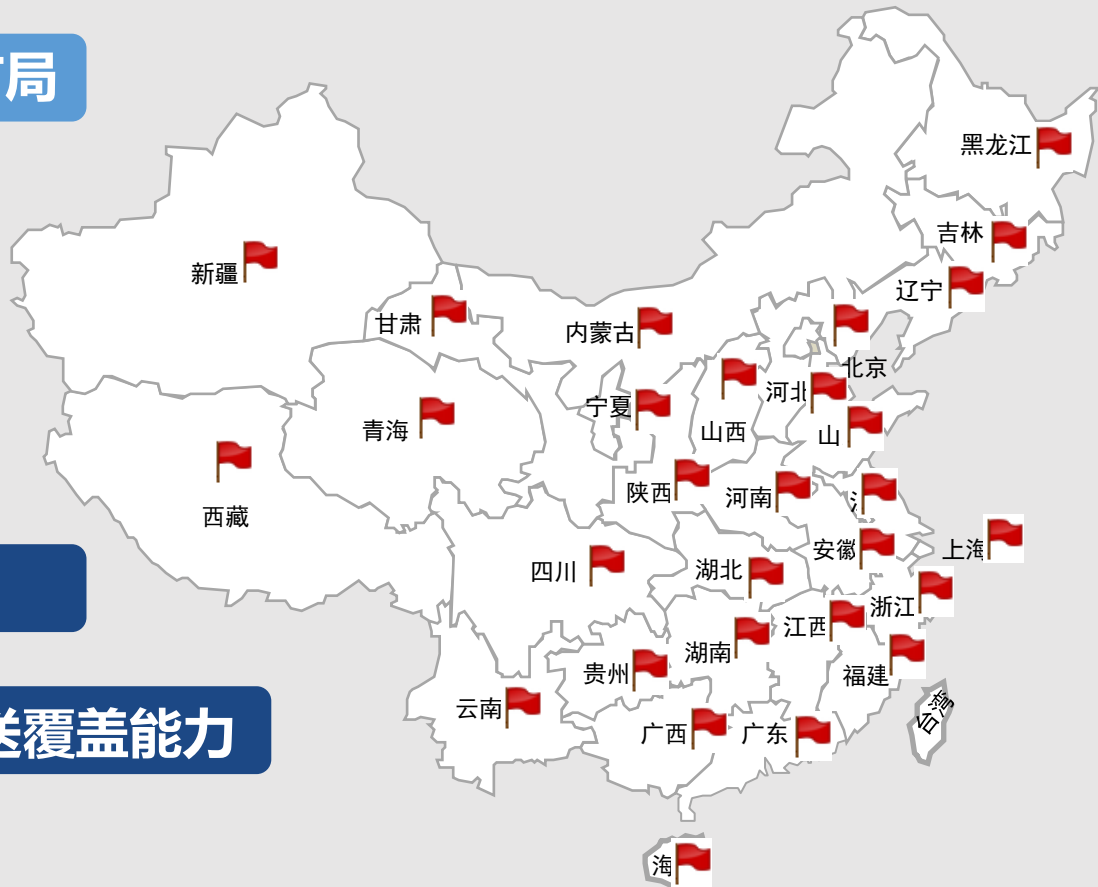 局
黑龙江
吉林
新疆
辽宁
甘肃
内蒙古
北京
河北
宁夏
青海
山西
山
陕西
河南
西藏
安徽
上海
四川
湖北
浙江
江西
湖南
贵州
福建
云南
广西
广东
台湾
覆盖能力
海